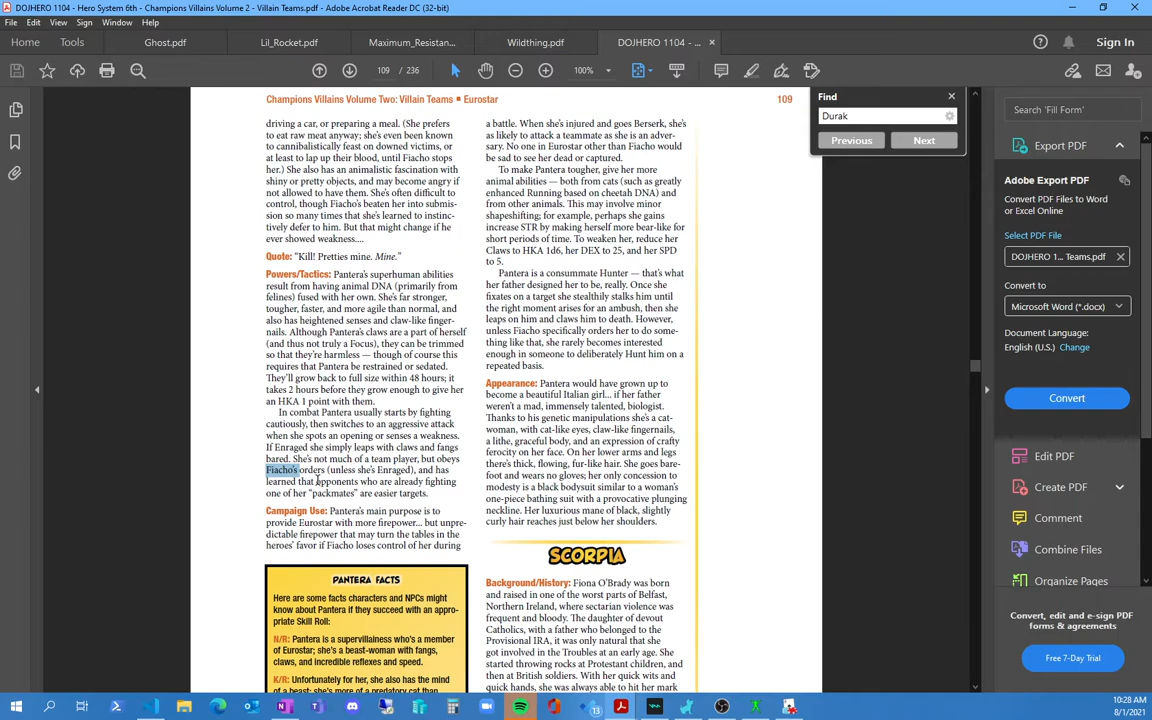 DOJHERO 1104 - Hero System 6th - Champions Villains Volume 2 - Villain Teams.pdf - Adobe Acrobat Reader DC (32-bit)
File Edit View Sign Window Help
Home Tools Ghost.pdf Lil_Rocket.pdf Maximum_Resistan... Wildthing.pdf DOJHERO 1104 - ... × Sign In
109 / 236 100%
Champions Villains Volume Two: Villain Teams ■ Eurostar 109
driving a car, or preparing a meal. (She prefers
to eat raw meat anyway; she's even been known
to cannibalistically feast on downed victims, or
at least to lap up their blood, until Fiacho stops
her.) She also has an animalistic fascination with
shiny or pretty objects, and may become angry if
not allowed to have them. She's often difficult to
control, though Fiacho's beaten her into submis-
sion so many times that she's learned to instinc-
tively defer to him. But that might change if he
ever showed weakness....
Quote: "Kill! Pretties mine. Mine."
Powers/Tactics: Pantera's superhuman abilities
result from having animal DNA (primarily from
felines) fused with her own. She's far stronger,
tougher, faster, and more agile than normal, and
also has heightened senses and claw-like finger-
nails. Although Pantera's claws are a part of herself
(and thus not truly a Focus), they can be trimmed
so that they're harmless — though of course this
requires that Pantera be restrained or sedated.
They'll grow back to full size within 48 hours; it
takes 2 hours before they grow enough to give her
an HKA 1 point with them.
In combat Pantera usually starts by fighting
cautiously, then switches to an aggressive attack
when she spots an opening or senses a weakness.
If Enraged she simply leaps with claws and fangs
bared. She's not much of a team player, but obeys
Fiacho's orders (unless she's Enraged), and has
learned that opponents who are already fighting
one of her "packmates" are easier targets.
Campaign Use: Pantera's main purpose is to
provide Eurostar with more firepower... but unpre-
dictable firepower that may turn the tables in the
heroes' favor if Fiacho loses control of her during
PANTERA FACTS
Here are some facts characters and NPCs might
know about Pantera if they succeed with an appro-
priate Skill Roll:
N/R: Pantera is a supervillainess who's a member
of Eurostar; she's a beast-woman with fangs,
claws, and incredible reflexes and speed.
K/R: Unfortunately for her, she also has the mind
of a beast; she's more of a predatory cat than
a battle. When she's injured and goes Berserk, she's
as likely to attack a teammate as she is an adver-
sary. No one in Eurostar other than Fiacho would
be sad to see her dead or captured.
To make Pantera tougher, give her more
animal abilities — both from cats (such as greatly
enhanced Running based on cheetah DNA) and
from other animals. This may involve minor
shapeshifting; for example, perhaps she gains
increase STR by making herself more bear-like for
short periods of time. To weaken her, reduce her
Claws to HKA 1d6, her DEX to 25, and her SPD
to 5.
Pantera is a consummate Hunter — that's what
her father designed her to be, really. Once she
fixates on a target she stealthily stalks him until
the right moment arises for an ambush, then she
leaps on him and claws him to death. However,
unless Fiacho specifically orders her to do some-
thing like that, she rarely becomes interested
enough in someone to deliberately Hunt him on a
repeated basis.
Appearance: Pantera would have grown up to
become a beautiful Italian girl... if her father
weren't a mad, immensely talented, biologist.
Thanks to his genetic manipulations she's a cat-
woman, with cat-like eyes, claw-like fingernails,
a lithe, graceful body, and an expression of crafty
ferocity on her face. On her lower arms and legs
there's thick, flowing, fur-like hair. She goes bare-
foot and wears no gloves; her only concession to
modesty is a black bodysuit similar to a woman's
one-piece bathing suit with a provocative plunging
neckline. Her luxurious mane of black, slightly
curly hair reaches just below her shoulders.
SCORPIA
Background/History: Fiona O'Brady was born
and raised in one of the worst parts of Belfast,
Northern Ireland, where sectarian violence was
frequent and bloody. The daughter of devout
Catholics, with a father who belonged to the
Provisional IRA, it was only natural that she
got involved in the Troubles at an early age. She
started throwing rocks at Protestant children, and
then at British soldiers. With her quick wits and
quick hands, she was always able to hit her mark
Find
Durak
Previous Next
Search 'Fill Form'
Export PDF
Adobe Export PDF
Convert PDF Files to Word
or Excel Online
Select PDF File
DOJHERO 1... Teams.pdf
Convert to
Microsoft Word (*.docx)
Document Language:
English (U.S.) Change
Convert
Edit PDF
Create PDF
Comment
Combine Files
Organize Pages
Convert, edit and e-sign PDF
forms & agreements
Free 7-Day Trial
13
10:28 AM
8/1/2021